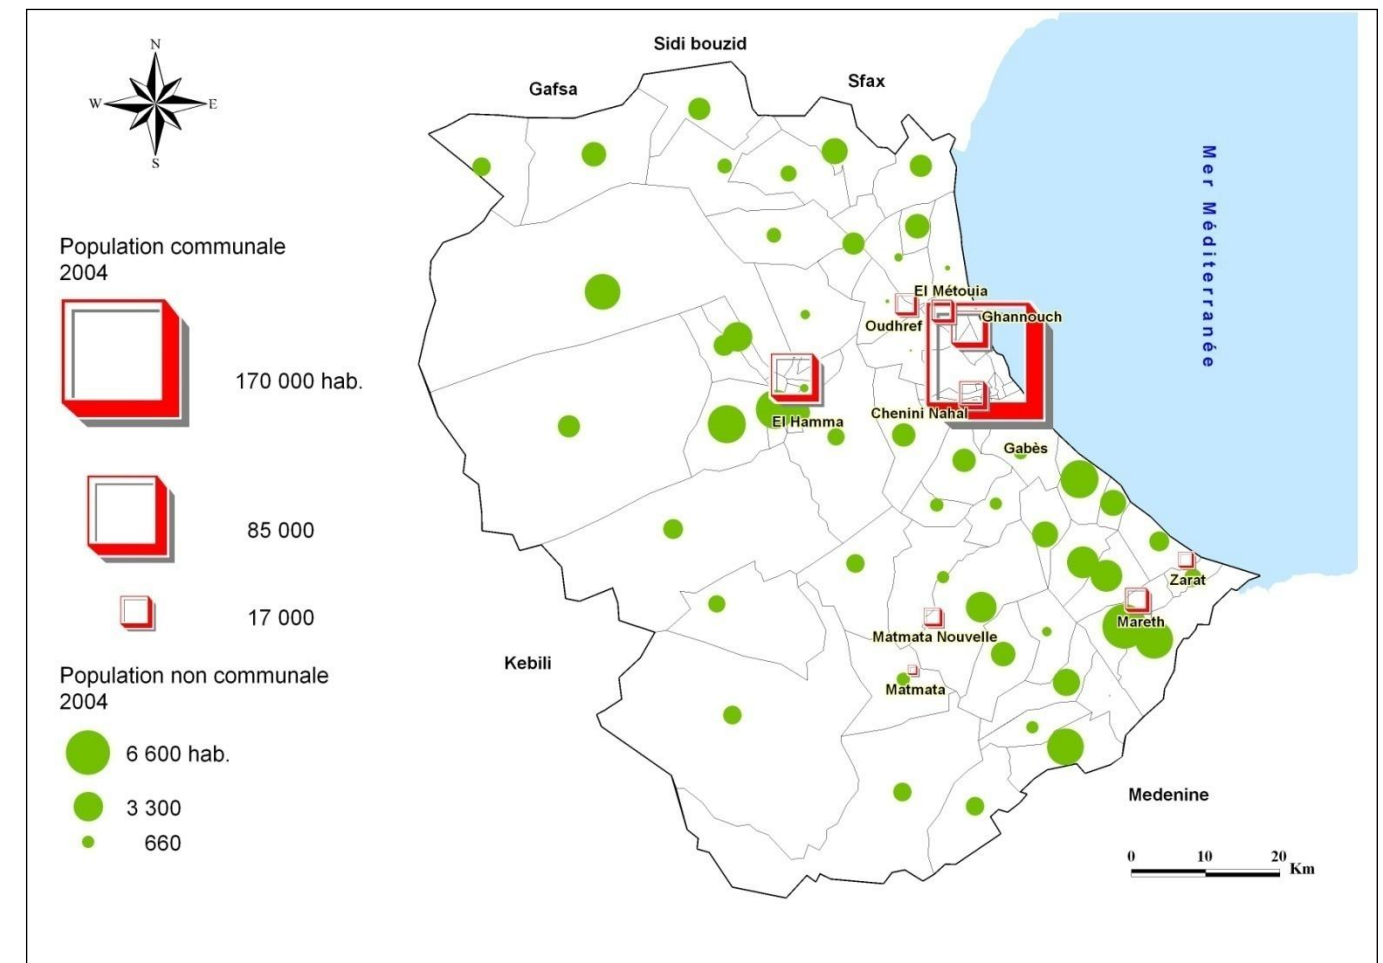 Sidi bouzid
Gafsa
Sfax
N
W
E
S
Mer Méditerranée
Population communale
2004
170 000 hab.
85 000
17 000
Population non communale
2004
6 600 hab.
3 300
660
El Métouia
Oudhref
Ghannouch
Chenini Nahal
El Hamma
Gabès
Zarat
Mareth
Matmata Nouvelle
Matmata
Kebili
Medenine
0 10 20 Km